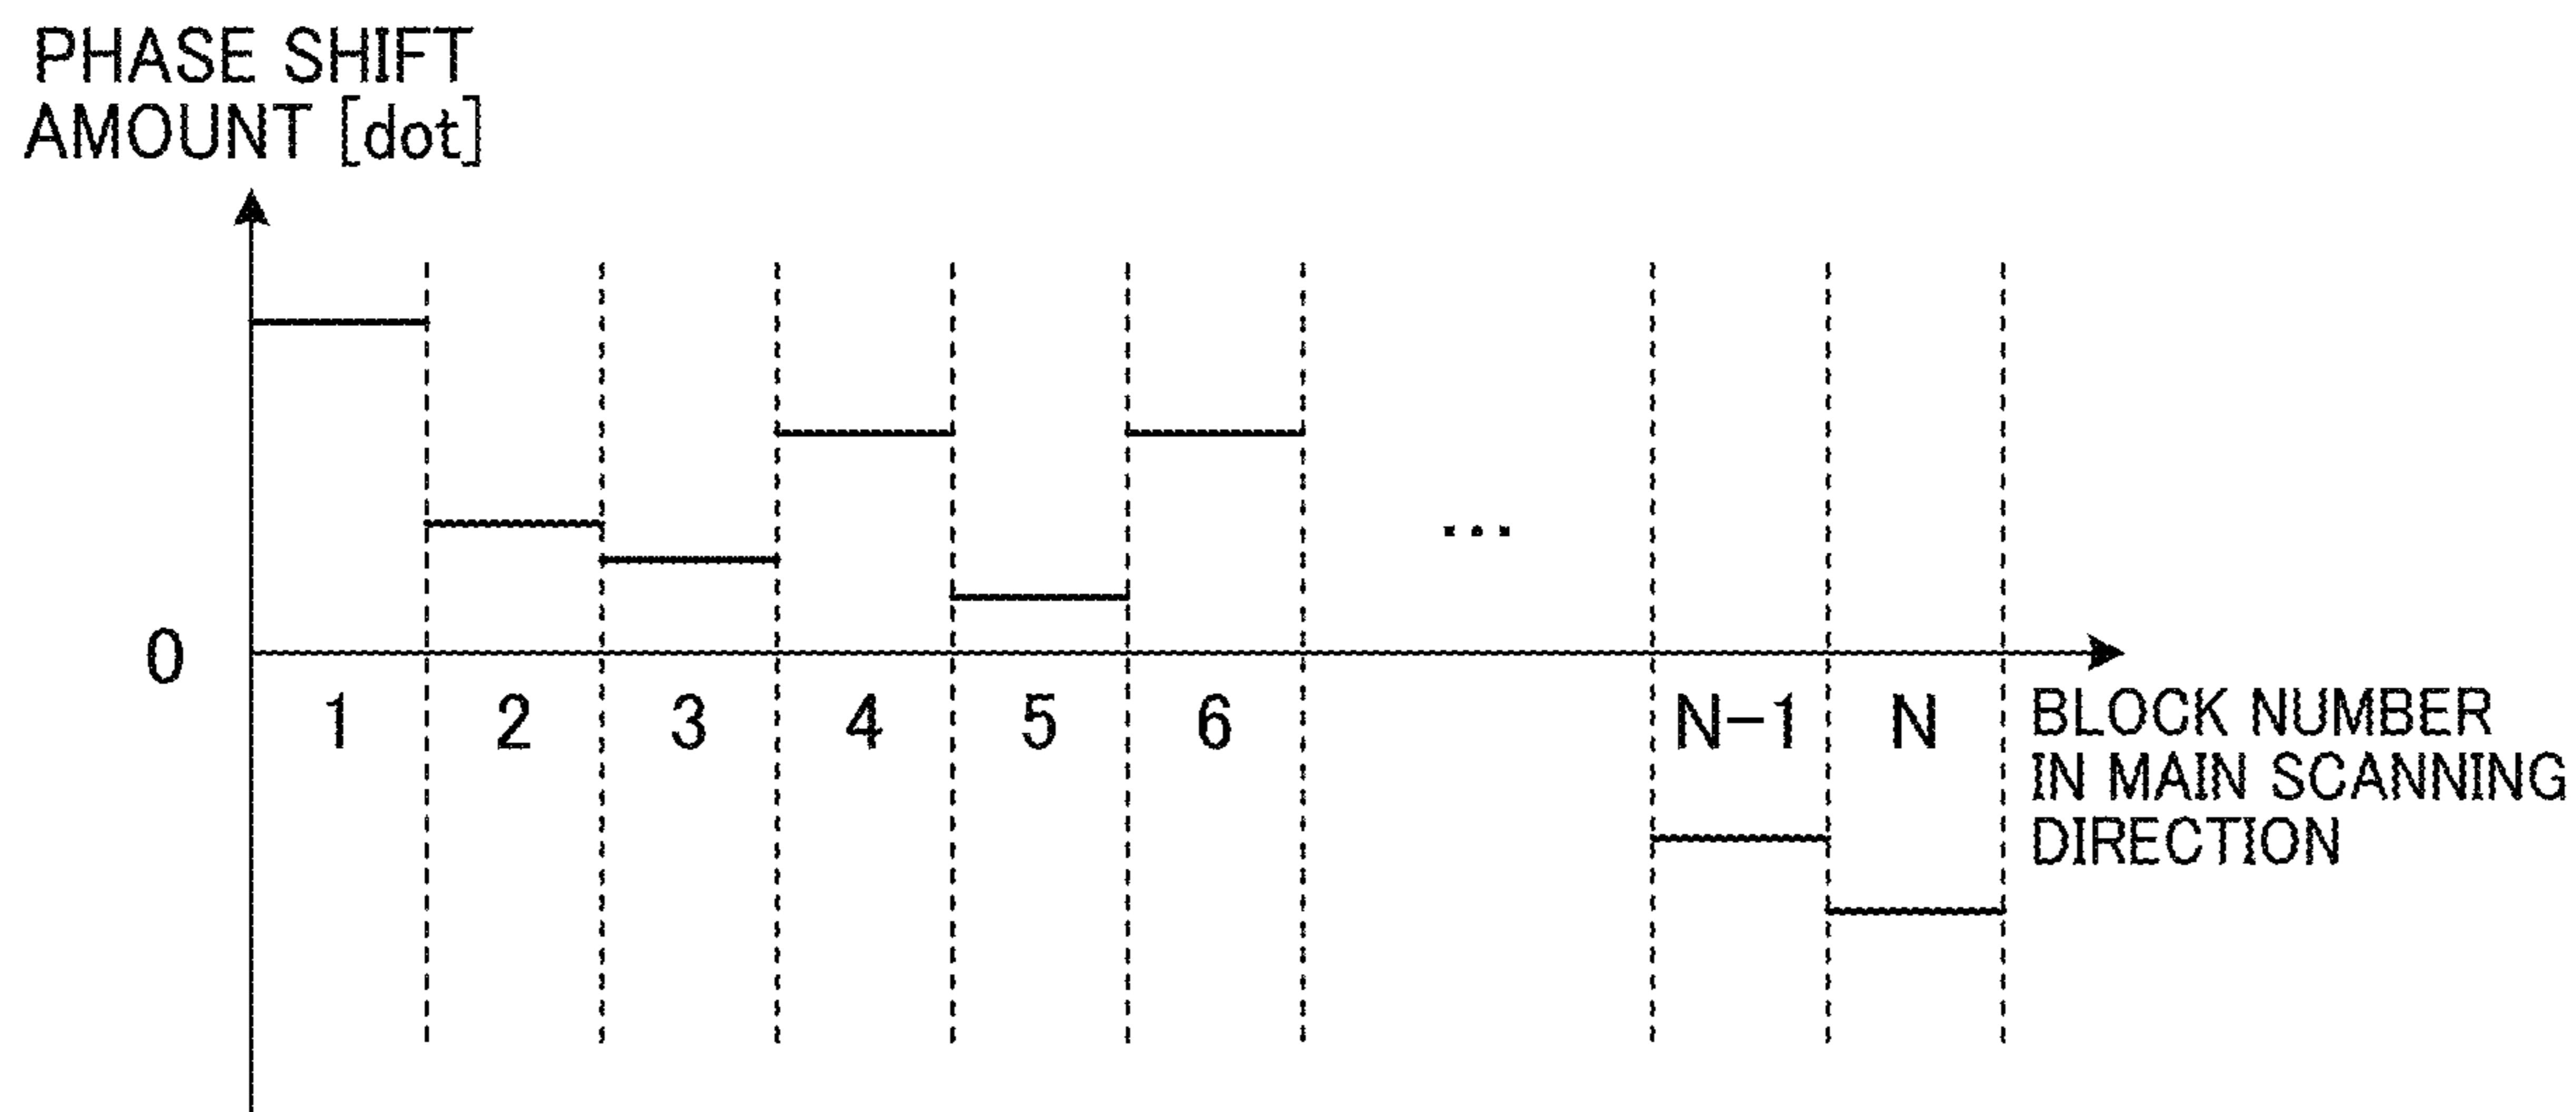 PHASE SHIFT
AMOUNT [dot]
...
0
1 2 3 4 5 6 N-1 N
BLOCK NUMBER
IN MAIN SCANNING
DIRECTION